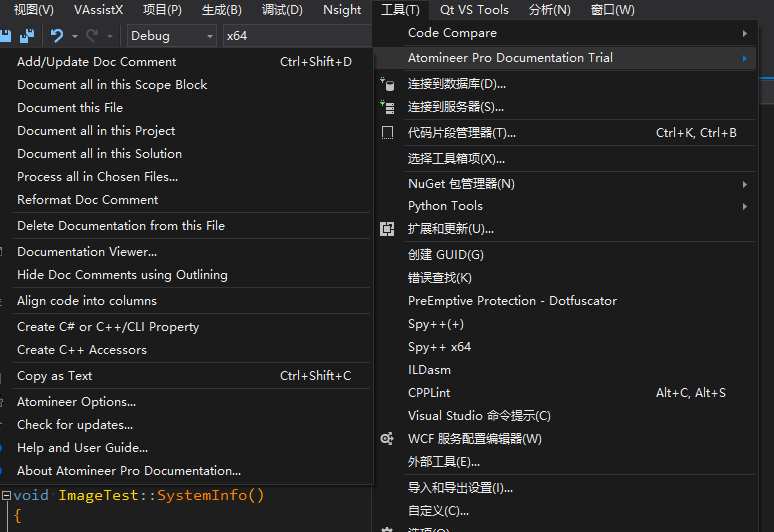 视图(V) VAssistX 项目(P) 生成(B) 调试(D) Nsight 工具(T) Qt VS Tools 分析(N) 窗口(W)
Debug x64
Add/Update Doc Comment Ctrl+Shift+D
Document all in this Scope Block
Document this File
Document all in this Project
Document all in this Solution
Process all in Chosen Files...
Reformat Doc Comment
Delete Documentation from this File
Documentation Viewer...
Hide Doc Comments using Outlining
Align code into columns
Create C# or C++/CLI Property
Create C++ Accessors
Copy as Text Ctrl+Shift+C
Atomineer Options...
Check for updates...
Help and User Guide...
About Atomineer Pro Documentation...
Code Compare
Atomineer Pro Documentation Trial
连接到数据库(D)...
连接到服务器(S)...
代码片段管理器(T)... Ctrl+K, Ctrl+B
选择工具箱项(X)...
NuGet 包管理器(N)
Python Tools
扩展和更新(U)...
创建 GUID(G)
错误查找(K)
PreEmptive Protection - Dotfuscator
Spy++(+)
Spy++ x64
ILDasm
CPPLint Alt+C, Alt+S
Visual Studio 命令提示(C)
WCF 服务配置编辑器(W)
外部工具(E)...
导入和导出设置(I)...
自定义(C)...
选项(O)...
void ImageTest::SystemInfo()
{